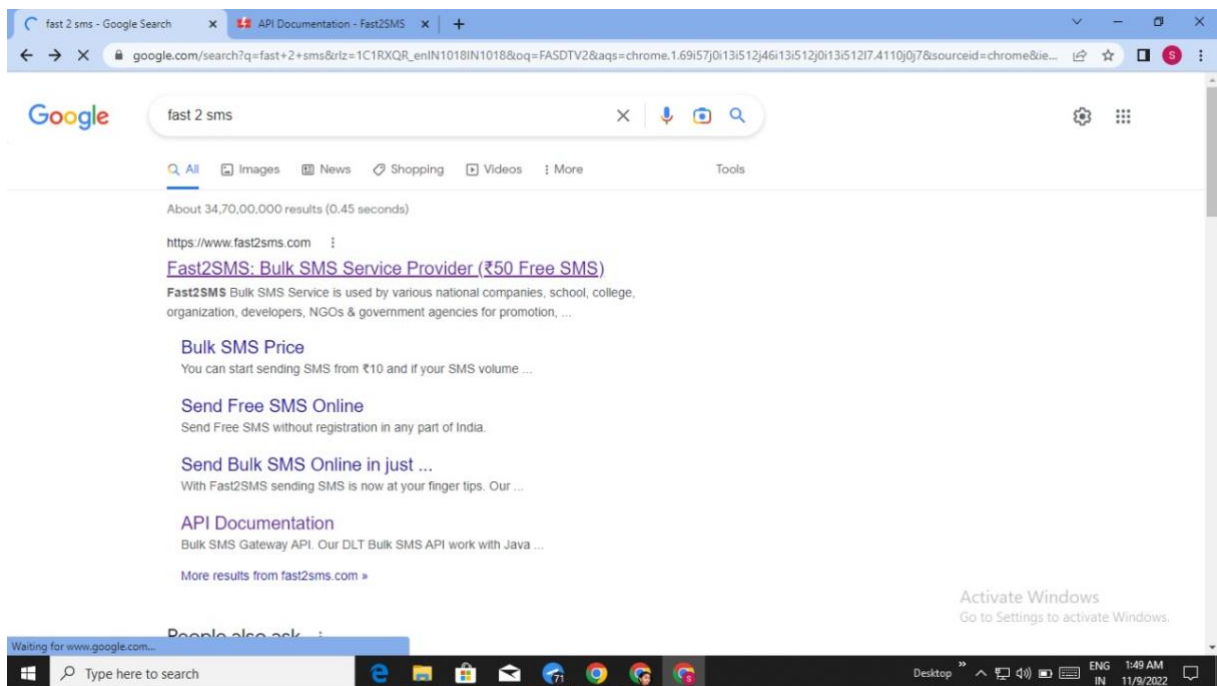 fast 2 sms - Google Search
API Documentation - Fast2SMS
google.com/search?q=fast+2+sms&rlz=1C1RXQR_enIN1018IN1018&oq=FASDTV2&aqs=chrome.1.69i57j0i13i512j46i13i512j0i13i512l7.4110j0j7&sourceid=chrome&ie...
S
Google
fast 2 sms
All Images News Shopping Videos More Tools
About 34,70,00,000 results (0.45 seconds)
https://www.fast2sms.com
Fast2SMS: Bulk SMS Service Provider (₹50 Free SMS)
Fast2SMS Bulk SMS Service is used by various national companies, school, college,
organization, developers, NGOs & government agencies for promotion, ...
Bulk SMS Price
You can start sending SMS from ₹10 and if your SMS volume ...
Send Free SMS Online
Send Free SMS without registration in any part of India.
Send Bulk SMS Online in just ...
With Fast2SMS sending SMS is now at your finger tips. Our ...
API Documentation
Bulk SMS Gateway API. Our DLT Bulk SMS API work with Java ...
More results from fast2sms.com »
People also ask
Activate Windows
Go to Settings to activate Windows.
Waiting for www.google.com...
Type here to search
71
S
Desktop
ENG
IN
1:49 AM
11/9/2022